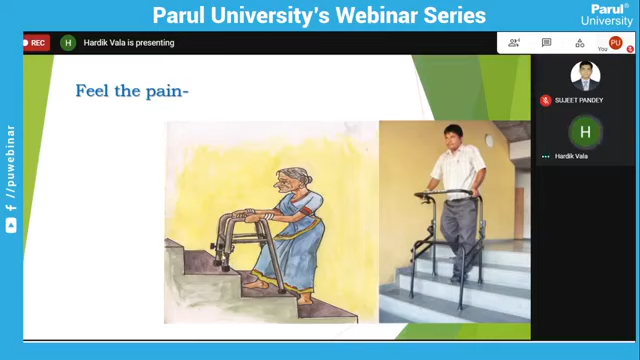 Parul University's Webinar Series
Parul®
University
REC
H
Hardik Vala is presenting
You
PU
Feel the pain-
SUJEET PANDEY
H
Hardik Vala
//puwebinar